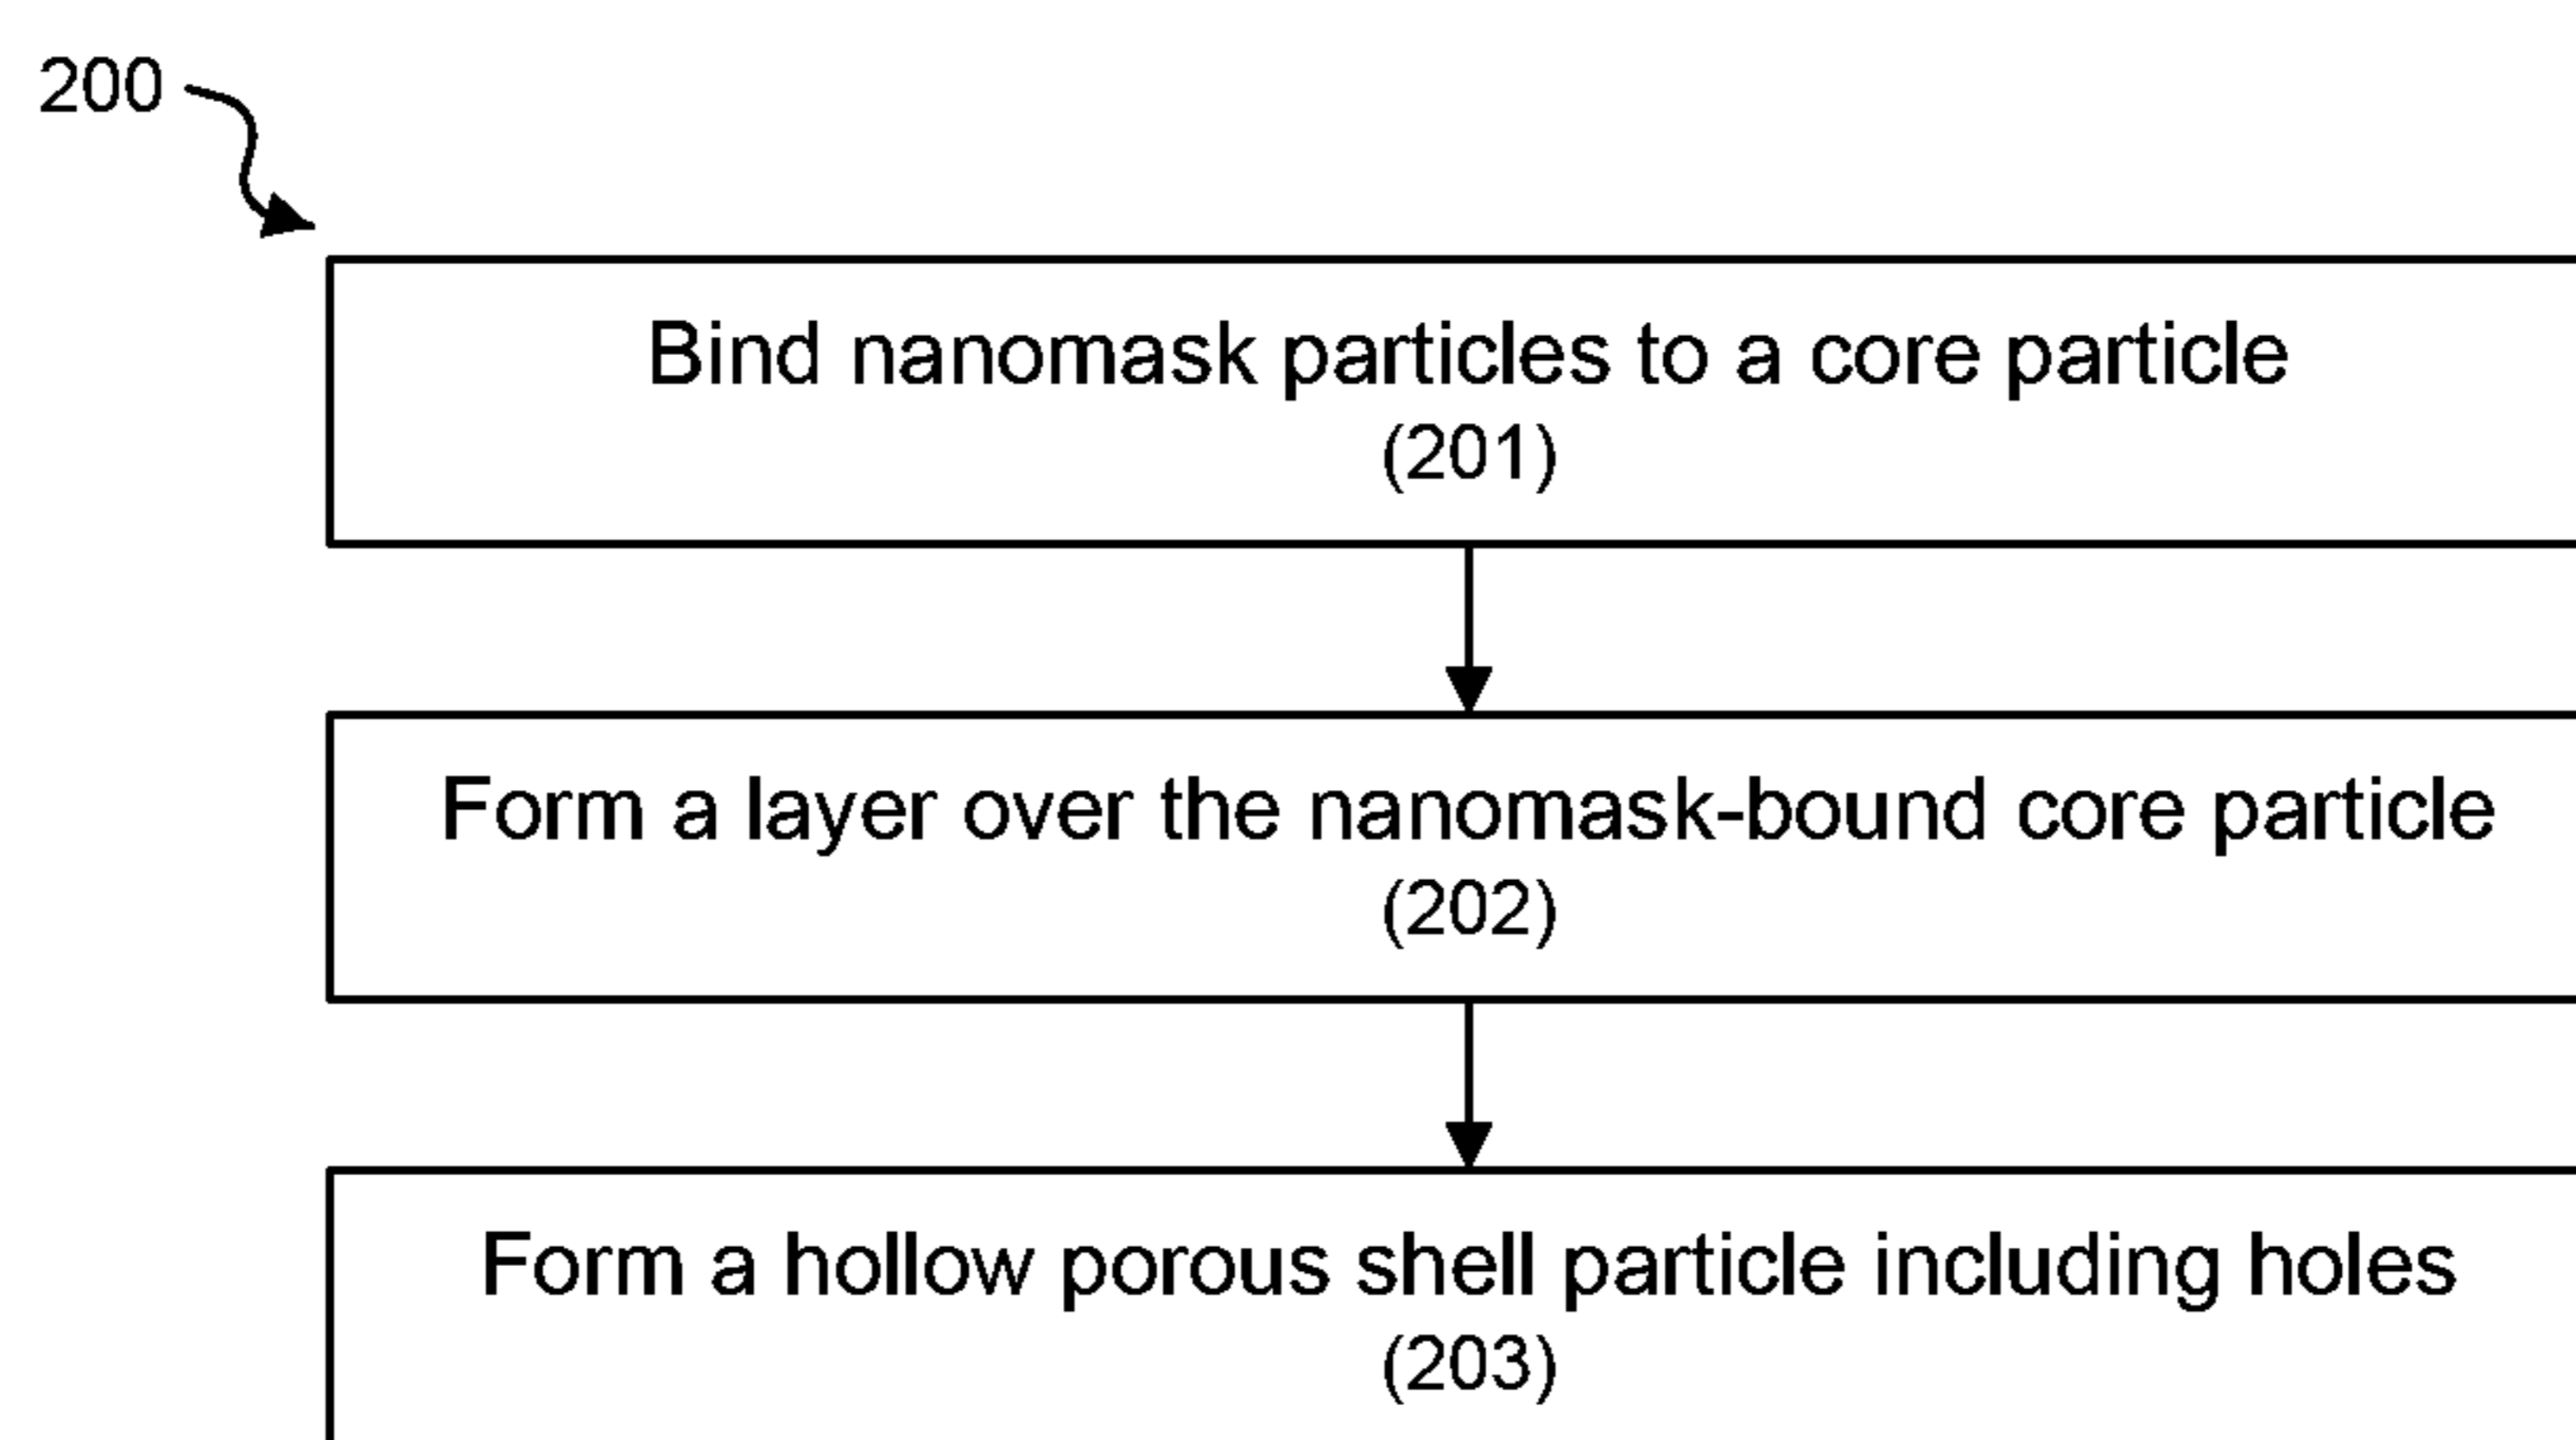 200
Bind nanomask particles to a core particle
(201)
Form a layer over the nanomask-bound core particle
(202)
Form a hollow porous shell particle including holes
(203)